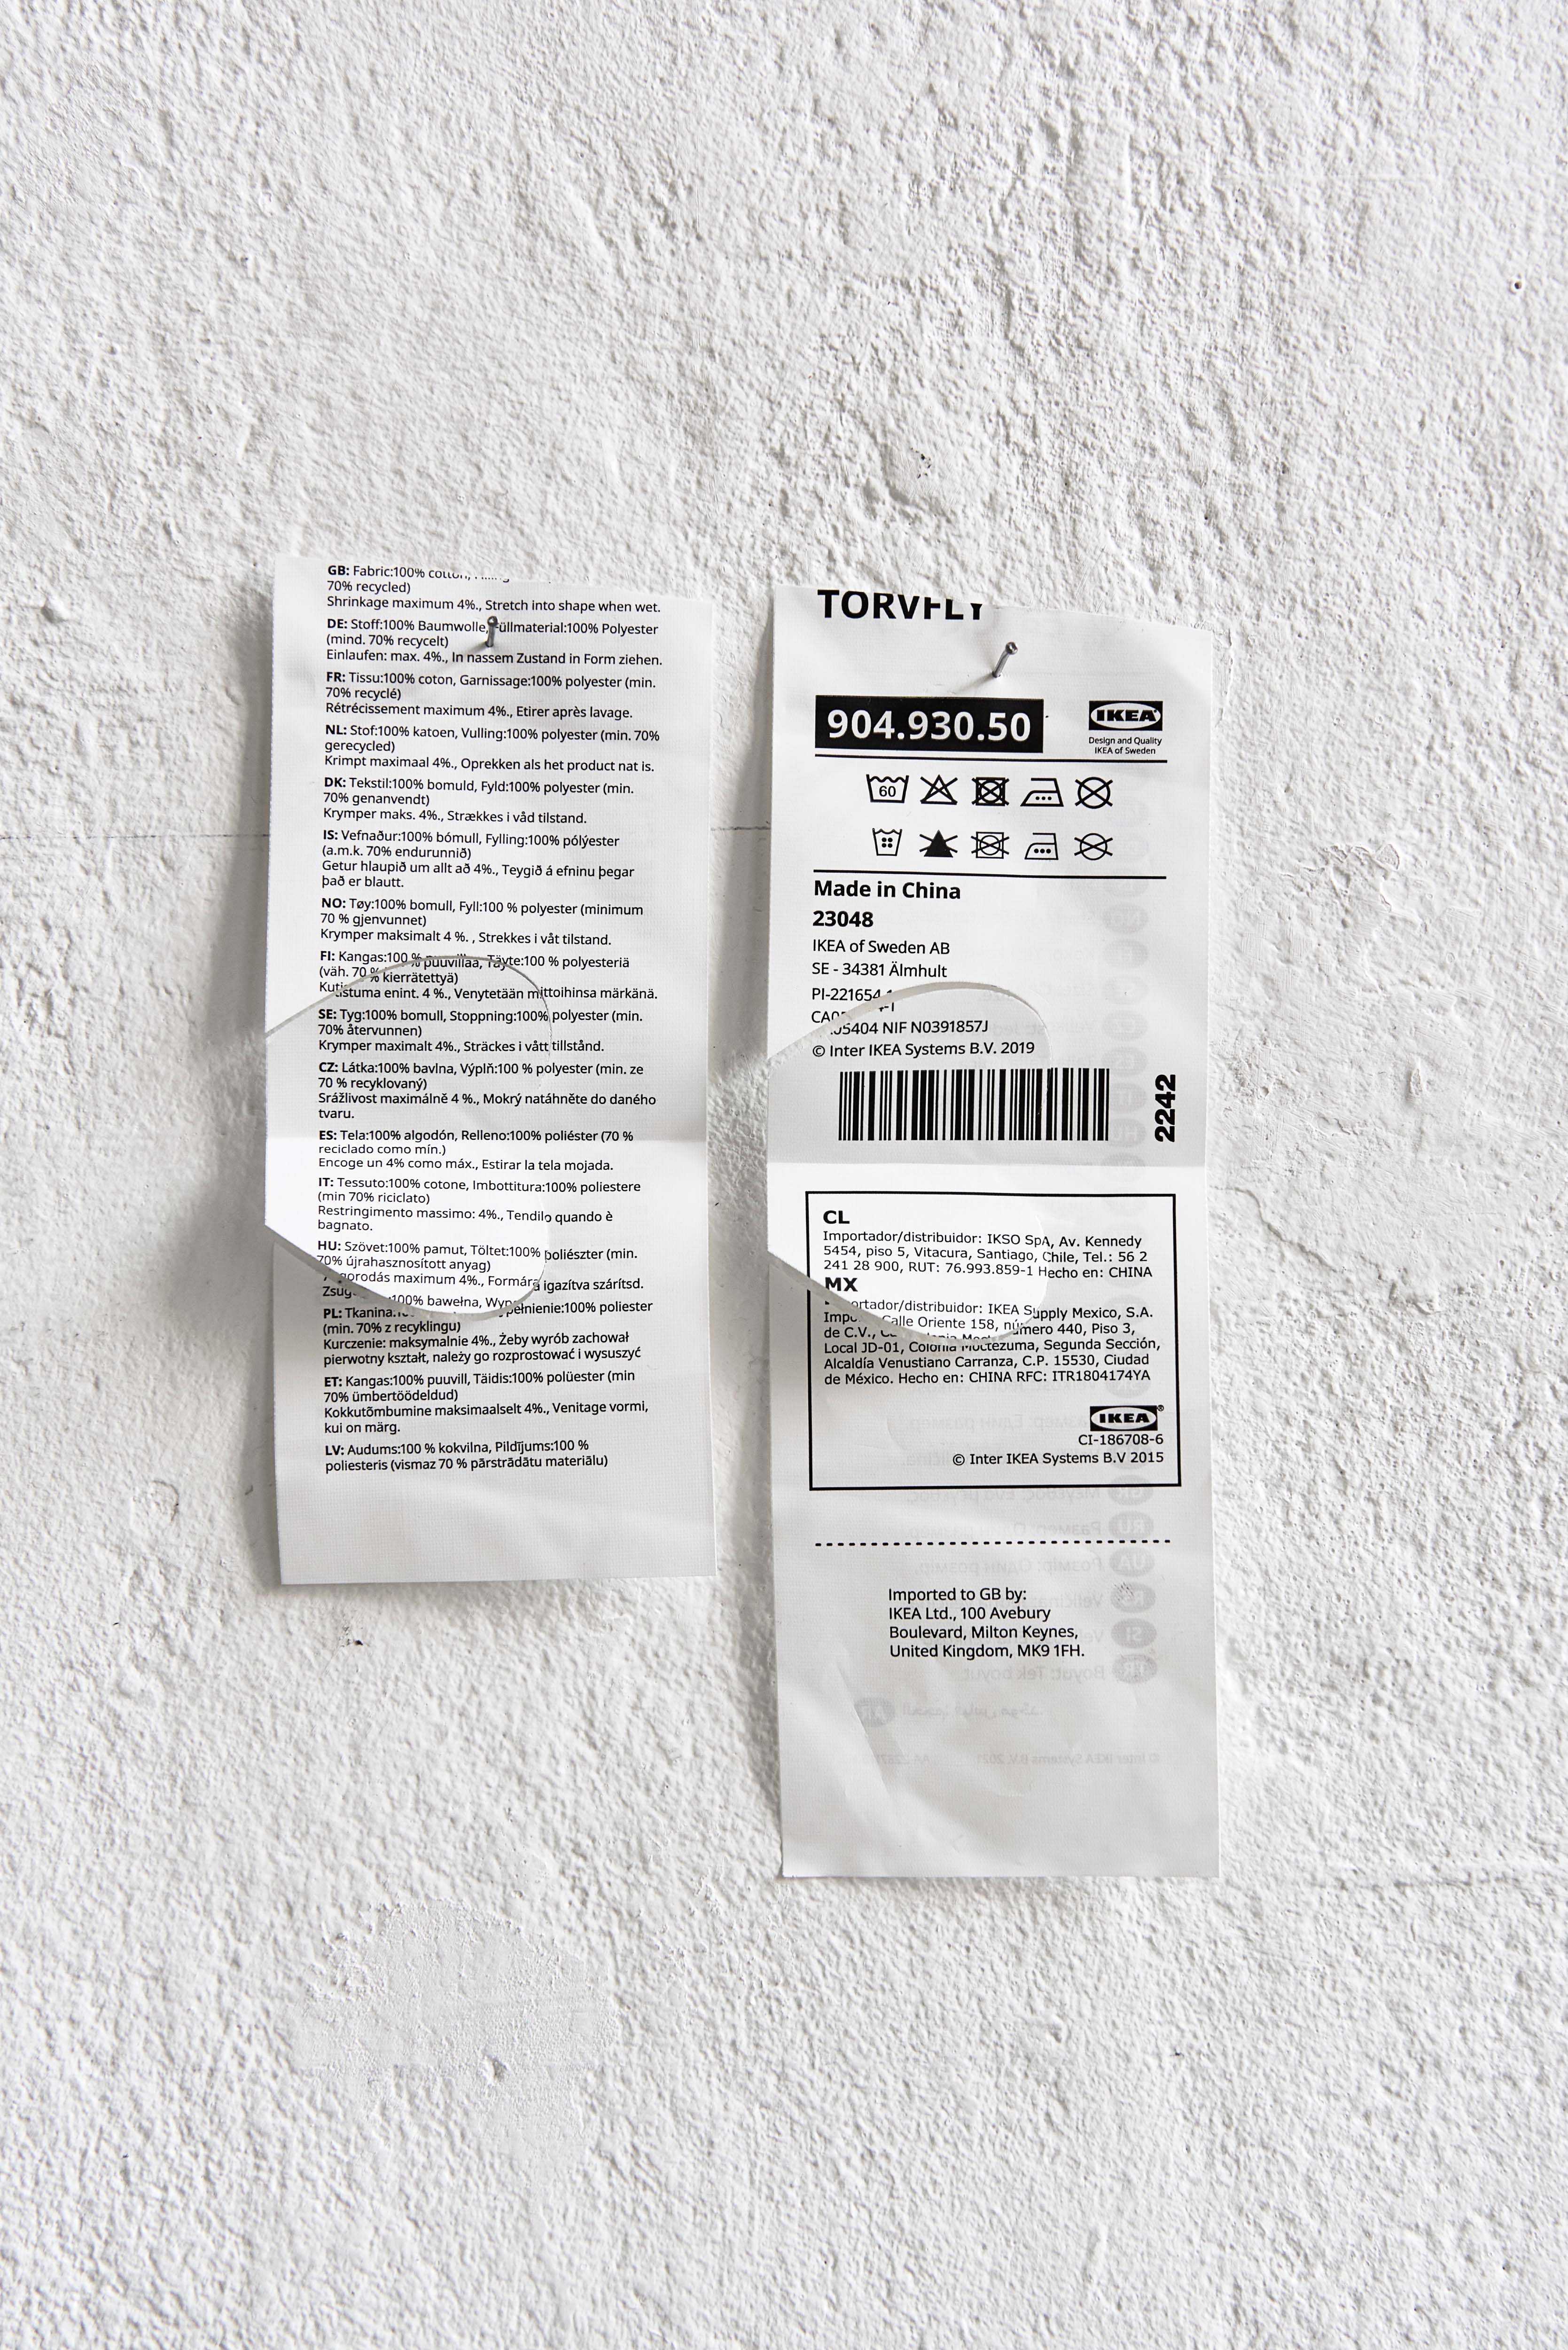 GB: Fabric:100% cotton,
70% recycled)
Shrinkage maximum 4%., Stretch into shape when wet.
DE: Stoff:100% Baumwolle, Füllmaterial:100% Polyester
(mind. 70% recycelt)
Einlaufen: max. 4%., In nassem Zustand in Form ziehen.
FR: Tissu:100% coton, Garnissage:100% polyester (min.
70% recyclé)
Rétrécissement maximum 4%., Etirer après lavage.
NL: Stof:100% katoen, Vulling:100% polyester (min. 70%
gerecycled)
Krimpt maximaal 4%., Oprekken als het product nat is.
DK: Tekstil:100% bomuld, Fyld:100% polyester (min.
70% genanvendt)
Krymper maks. 4%., Strækkes i våd tilstand.
IS: Vefnaður:100% bómull, Fylling:100% pólýester
(a.m.k. 70% endurunnið)
Getur hlaupið um allt að 4%., Teygið á efninu þegar
það er blautt.
NO: Tøy:100% bomull, Fyll:100 % polyester (minimum
70 % gjenvunnet)
Krymper maksimalt 4 %. , Strekkes i våt tilstand.
FI: Kangas:100 % puuvillaa, Täyte:100 % polyesteriä
(väh. 70 % kierrätettyä)
Kutistuma enint. 4 %., Venytetään mittoihinsa märkänä.
SE: Tyg:100% bomull, Stoppning:100% polyester (min.
70% återvunnen)
Krymper maximalt 4%., Sträckes i vått tillstånd.
CZ: Látka:100% bavlna, Výplň:100 % polyester (min. ze
70 % recyklovaný)
Srážlivost maximálně 4 %., Mokrý natáhněte do daného
tvaru.
ES: Tela:100% algodón, Relleno:100% poliéster (70 %
reciclado como mín.)
Encoge un 4% como máx., Estirar la tela mojada.
IT: Tessuto:100% cotone, Imbottitura:100% poliestere
(min 70% riciclato)
Restringimento massimo: 4%., Tendilo quando è
bagnato.
HU: Szövet:100% pamut, Töltet:100% poliészter (min.
70% újrahasznosított anyag)
maximum 4%., Formára igazítva szárítsd.
PL: Tkanina:100% bawełna, Wypełnienie:100% poliester
(min. 70% z recyklingu)
Kurczenie: maksymalnie 4%., Żeby wyrób zachował
pierwotny kształt, należy go rozprostować i wysuszyć
ET: Kangas:100% puuvill, Täidis:100% polüester (min
70% ümbertöödeldud)
Kokkutõmbumine maksimaalselt 4%., Venitage vormi,
kui on märg.
LV: Audums:100 % kokvilna, Pildījums:100 %
poliesteris (vismaz 70 % pārstrādātu materiālu)
TORVFLY
904.930.50
IKEA
Design and Quality
IKEA of Sweden
60
Made in China
23048
IKEA of Sweden AB
SE - 34381 Älmhult
PI-221654-1
NIF N0391857J
© Inter IKEA Systems B.V. 2019
2242
CL
Importador/distribuidor: IKSO SpA, Av. Kennedy
5454, piso 5, Vitacura, Santiago, Chile, Tel.: 56 2
241 28 900, RUT: 76.993.859-1 Hecho en: CHINA
MX
Importador/distribuidor: IKEA Supply Mexico, S.A.
de C.V., Calle Oriente 158, número 440, Piso 3,
Local JD-01, Colonia Moctezuma, Segunda Sección,
Alcaldía Venustiano Carranza, C.P. 15530, Ciudad
de México. Hecho en: CHINA RFC: ITR1804174YA
IKEA®
CI-186708-6
© Inter IKEA Systems B.V 2015
Imported to GB by:
IKEA Ltd., 100 Avebury
Boulevard, Milton Keynes,
United Kingdom, MK9 1FH.